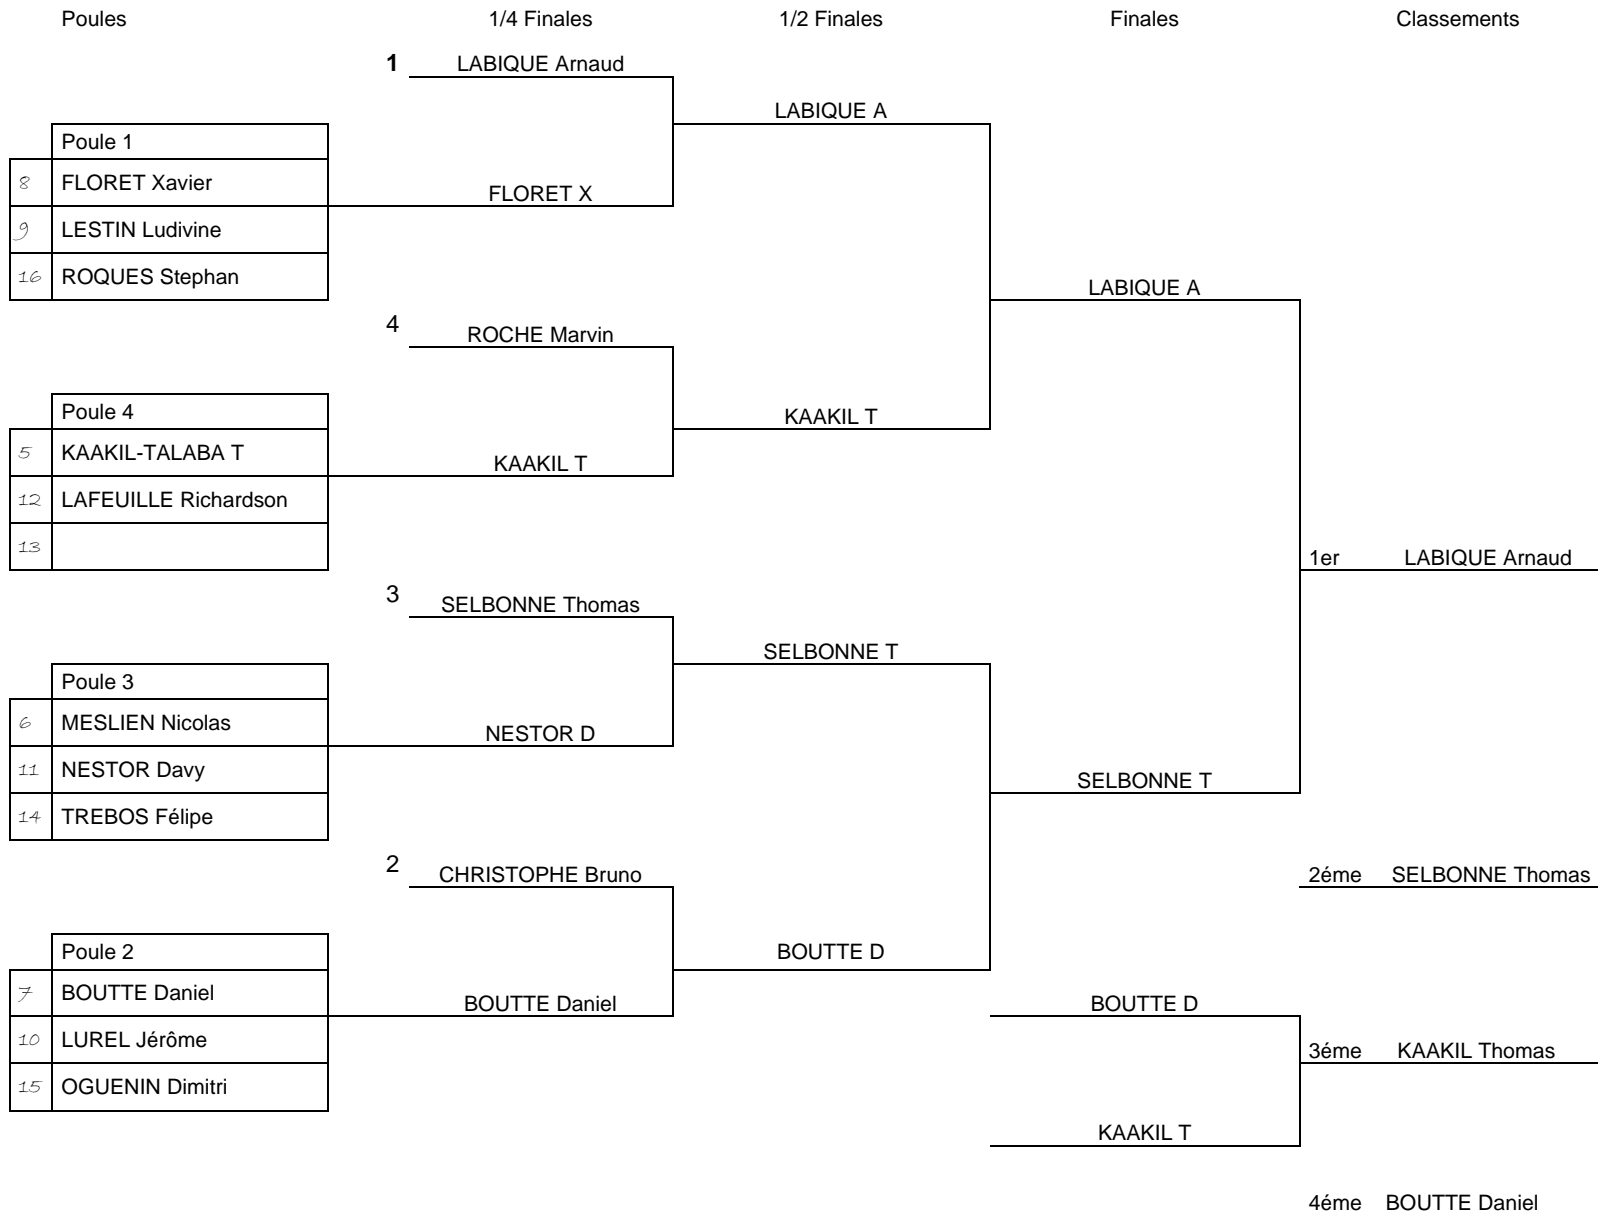 Poules 1/4 Finales 1/2 Finales Finales Classements
1 LABIQUE Arnaud
LABIQUE A
Poule 1
8 FLORET Xavier
FLORET X
9 LESTIN Ludivine
16 ROQUES Stephan
LABIQUE A
4 ROCHE Marvin
Poule 4
KAAKIL T
5 KAAKIL-TALABA T
KAAKIL T
12 LAFEUILLE Richardson
13
1er LABIQUE Arnaud
3 SELBONNE Thomas
SELBONNE T
Poule 3
6 MESLIEN Nicolas
NESTOR D
11 NESTOR Davy
SELBONNE T
14 TREBOS Félipe
2 CHRISTOPHE Bruno
2éme SELBONNE Thomas
Poule 2
BOUTTE D
7 BOUTTE Daniel
BOUTTE Daniel
BOUTTE D
10 LUREL Jérôme
3éme KAAKIL Thomas
15 OGUENIN Dimitri
KAAKIL T
4éme BOUTTE Daniel